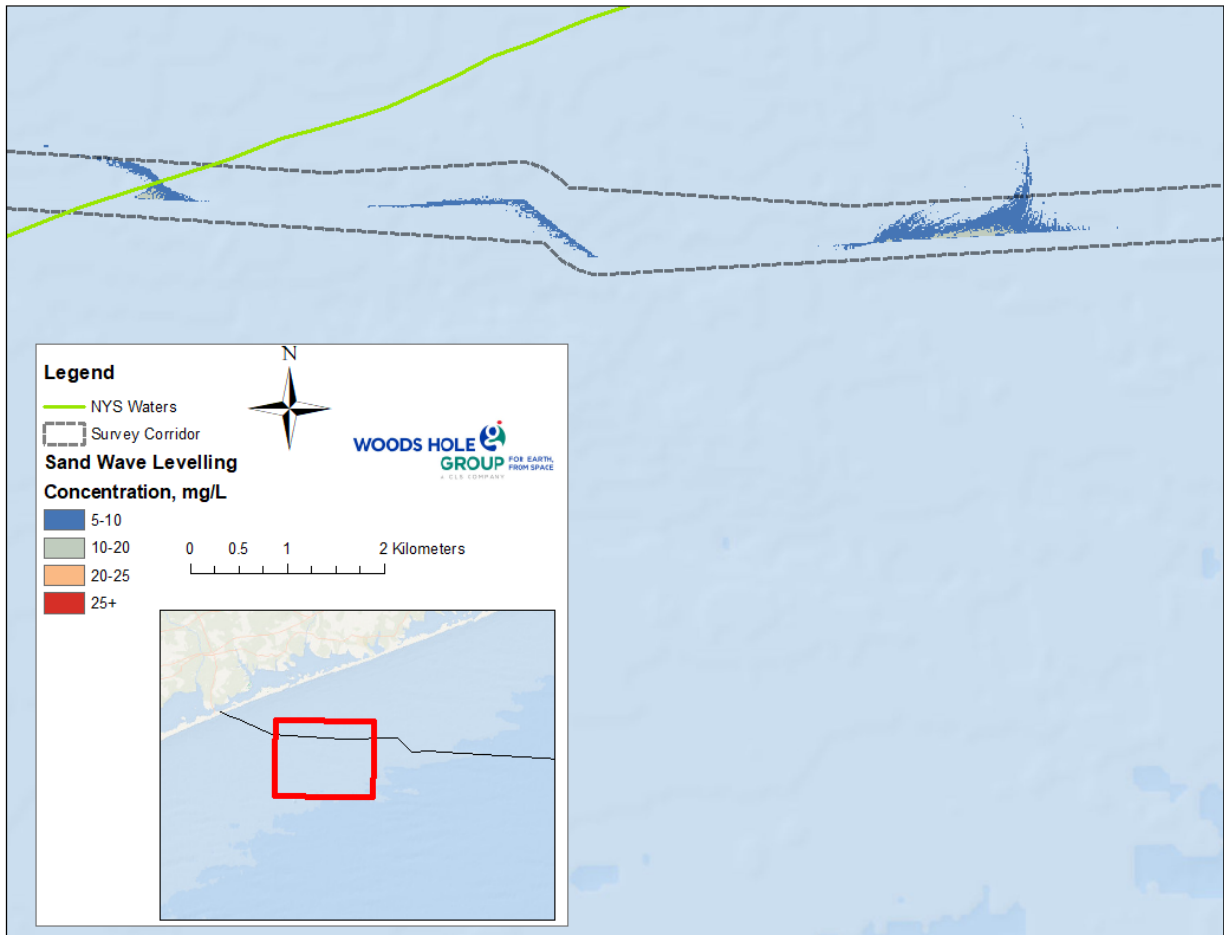 Legend
N
NYS Waters
Survey Corridor
Sand Wave Levelling
Concentration, mg/L
5-10
10-20
20-25
25+
WOODS HOLE
GROUP
FOR EARTH,
FROM SPACE
A CLS COMPANY
0 0.5 1 2 Kilometers